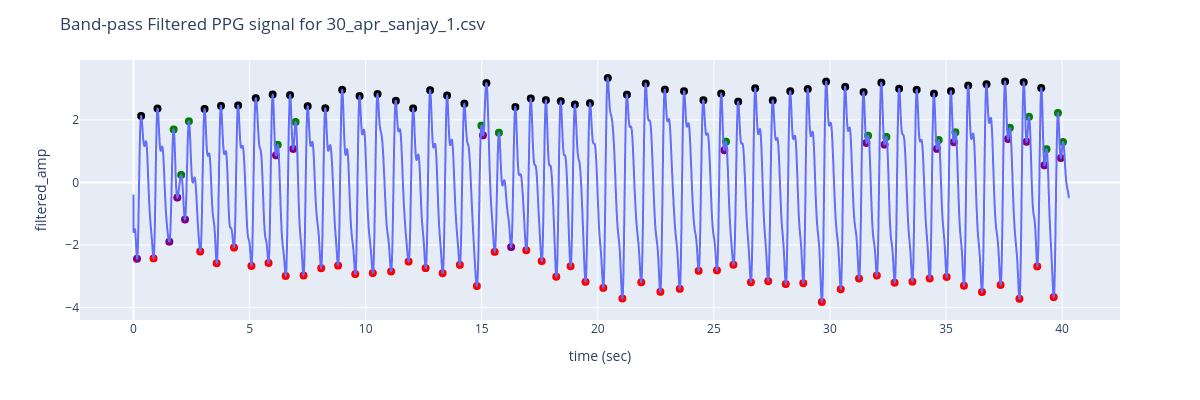 Band-pass Filtered PPG signal for 30_apr_sanjay_1.csv
filtered_amp
2
0
−2
−4
0 5 10 15 20 25 30 35 40
time (sec)